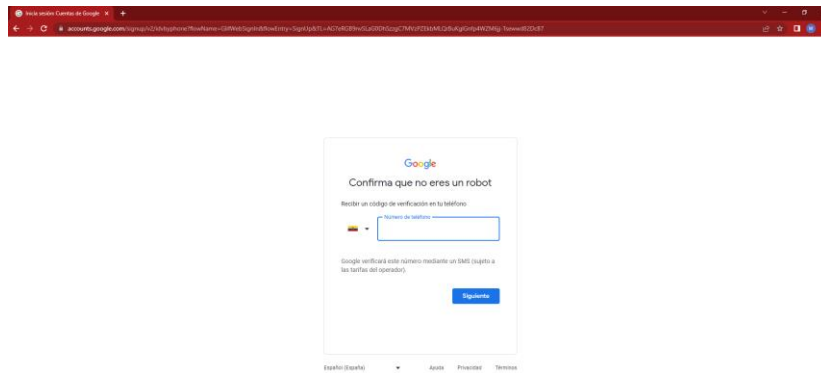 Inicia sesión: Cuentas de Google
Google
Confirma que no eres un robot
Recibir un código de verificación en tu teléfono
Número de teléfono
Google verificará este número mediante un SMS (sujeto a
las tarifas del operador).
Siguiente
Español (España) Ayuda Privacidad Términos